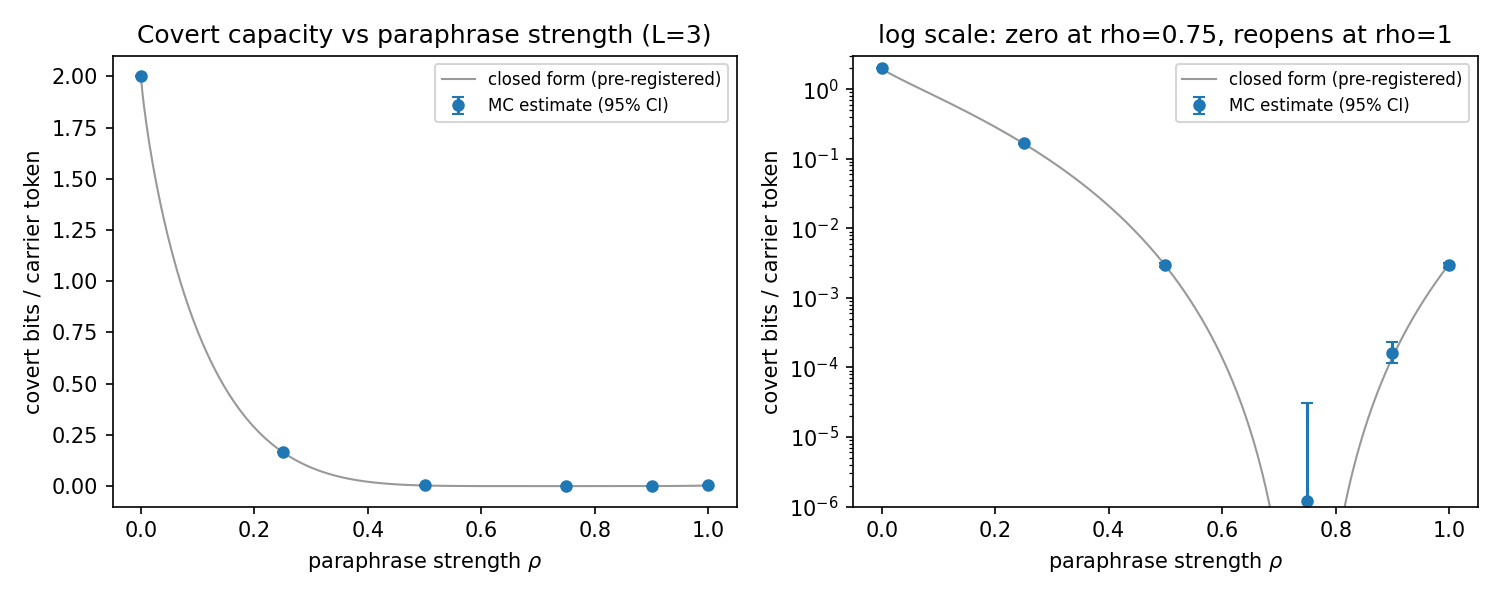 Covert capacity vs paraphrase strength (L=3)
closed form (pre-registered)
MC estimate (95% CI)
2.00
1.75
1.50
1.25
1.00
0.75
0.50
0.25
0.00
covert bits / carrier token
0.0 0.2 0.4 0.6 0.8 1.0
paraphrase strength ρ
log scale: zero at rho=0.75, reopens at rho=1
closed form (pre-registered)
MC estimate (95% CI)
10⁰
10⁻¹
10⁻²
10⁻³
10⁻⁴
10⁻⁵
10⁻⁶
covert bits / carrier token
0.0 0.2 0.4 0.6 0.8 1.0
paraphrase strength ρ